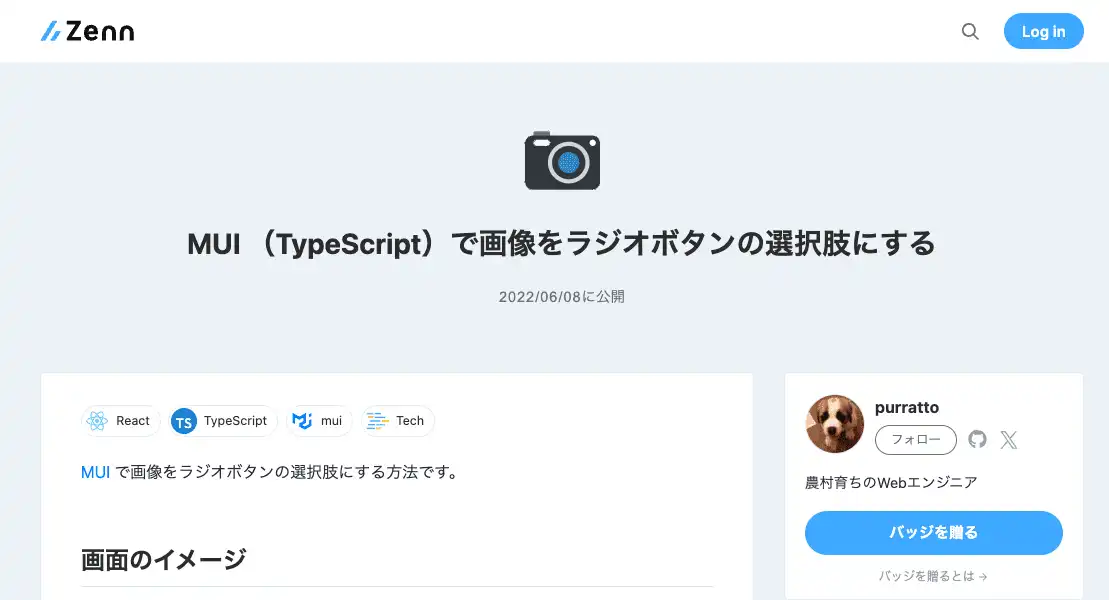 Zenn
Log in
MUI （TypeScript）で画像をラジオボタンの選択肢にする
2022/06/08に公開
React
TS TypeScript
mui
Tech
MUI で画像をラジオボタンの選択肢にする方法です。
画面のイメージ
purratto
フォロー
農村育ちのWebエンジニア
バッジを贈る
バッジを贈るとは →